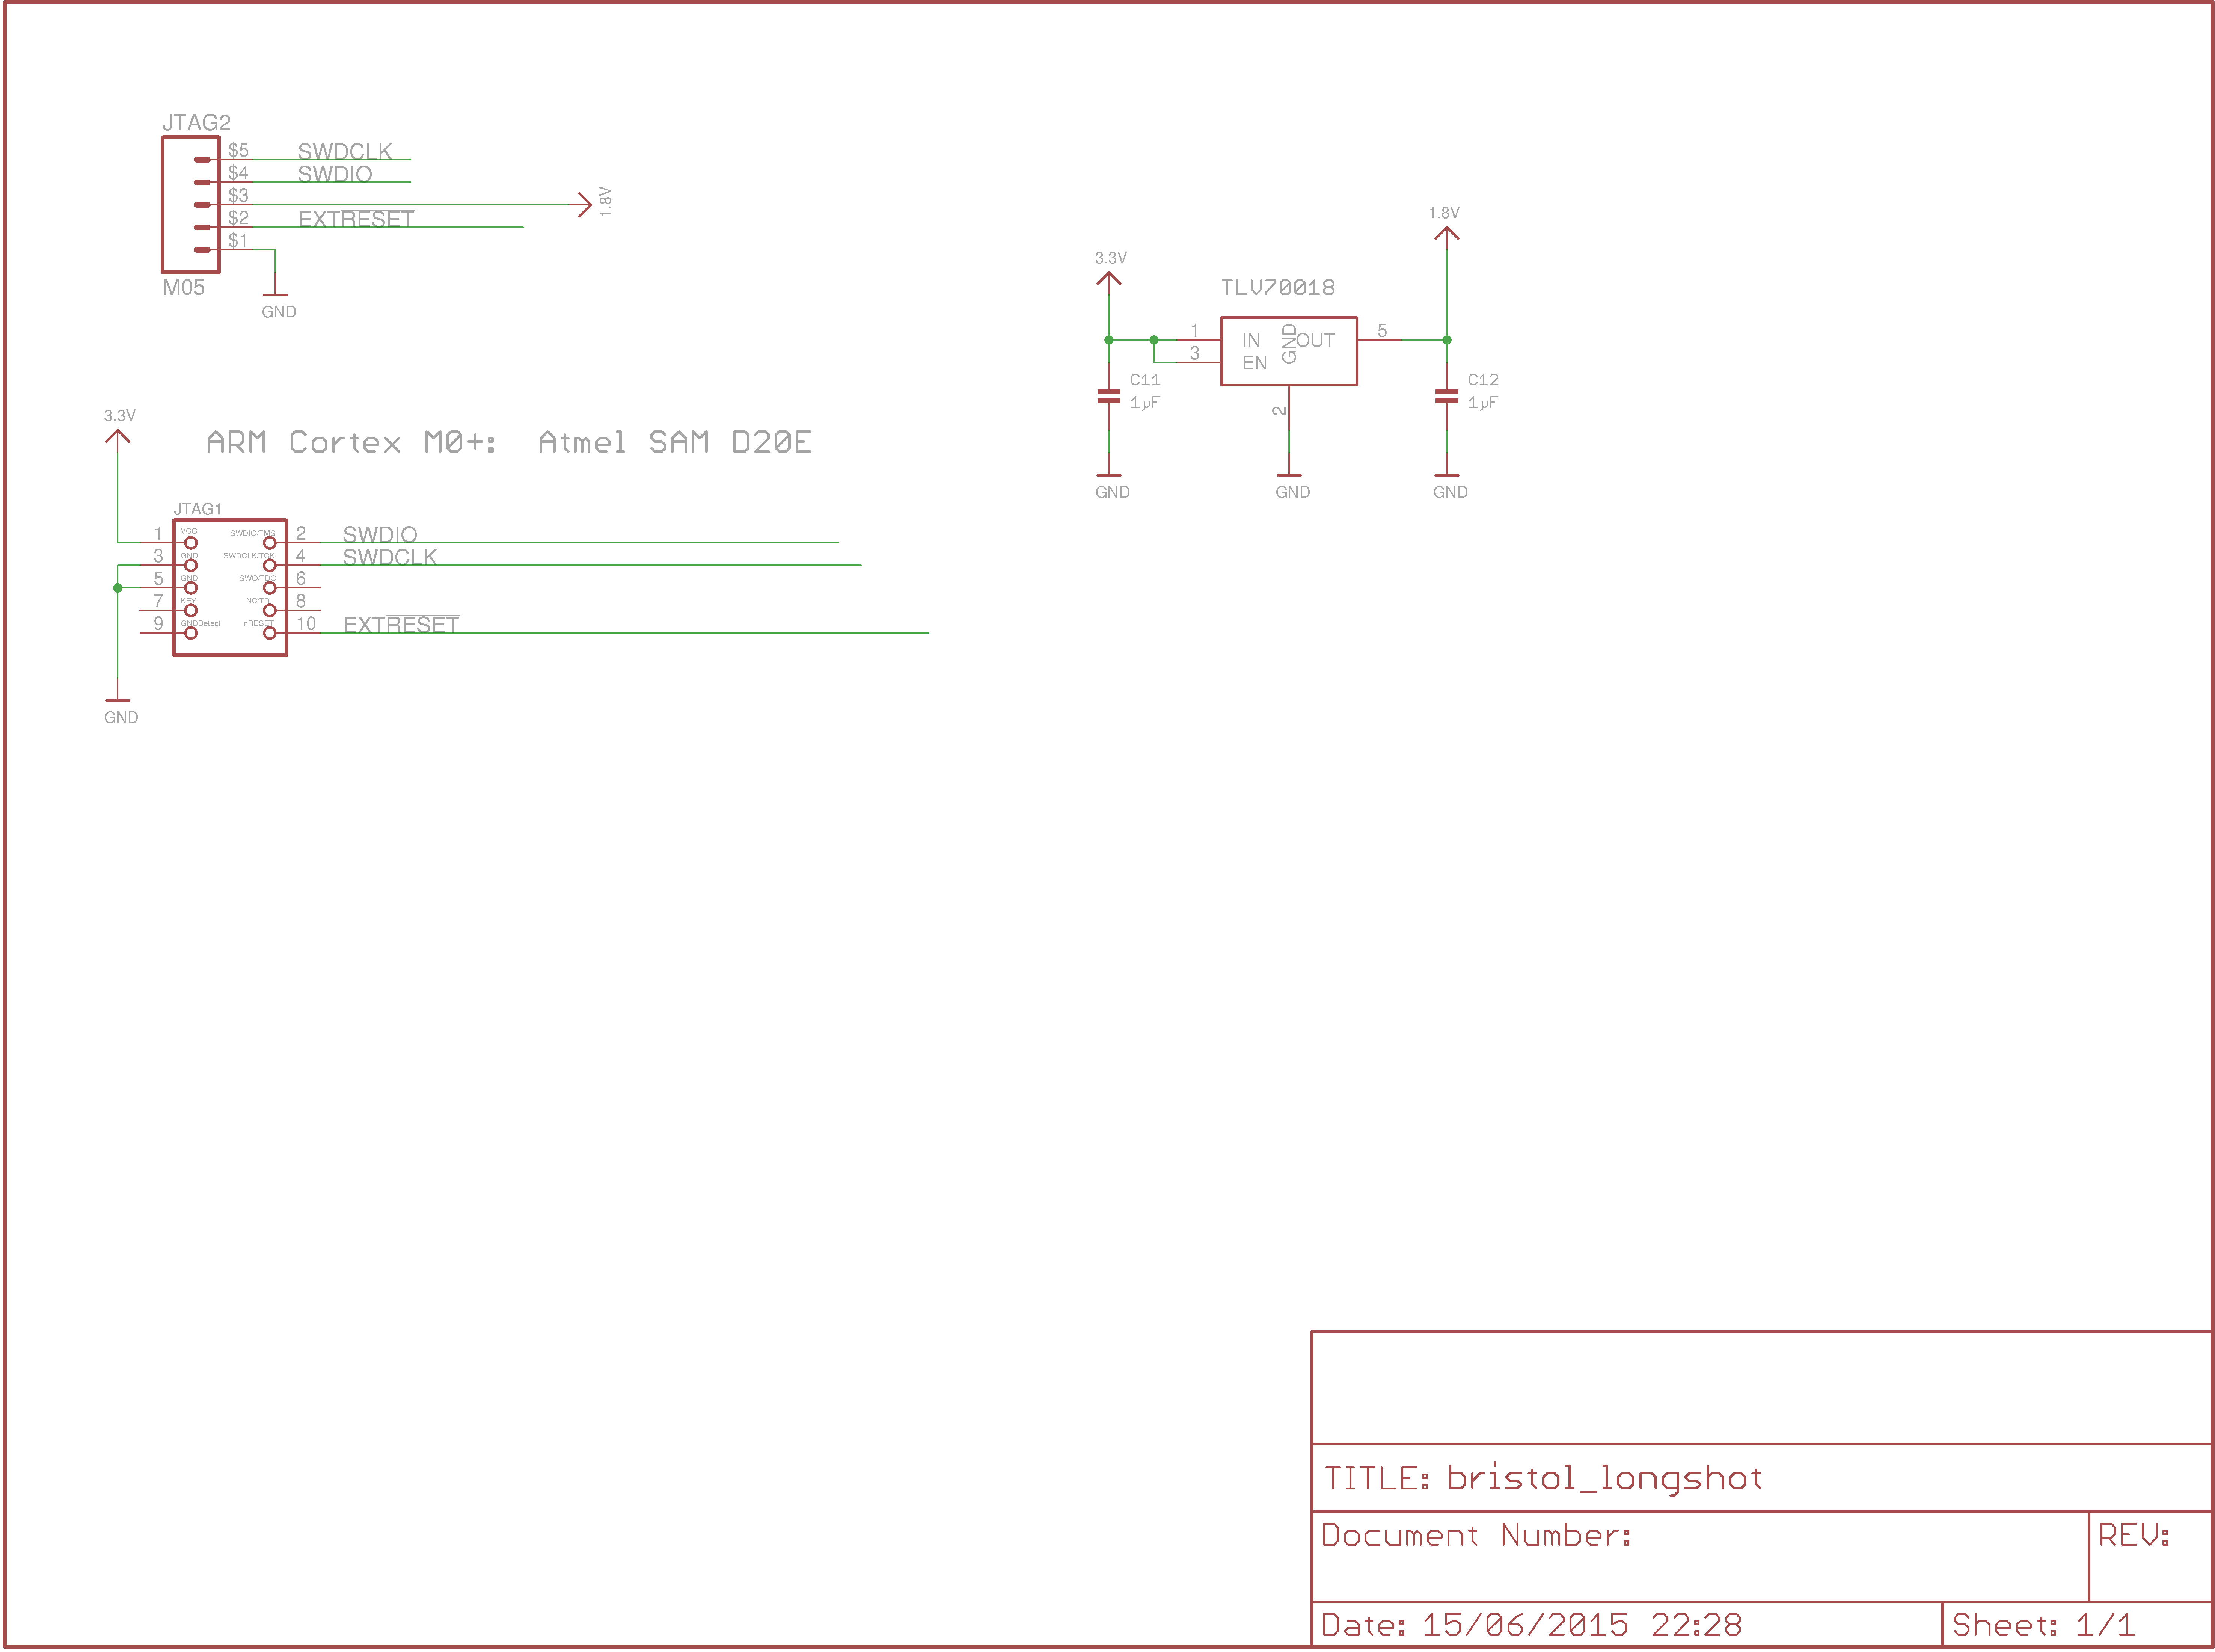 JTAG2
$5 SWDCLK
$4 SWDIO
$3 1.8V
$2 EXTRESET
$1
M05
GND
3.3V
ARM Cortex M0+: Atmel SAM D20E
JTAG1
1 VCC SWDIO/TMS 2 SWDIO
3 GND SWDCLK/TCK 4 SWDCLK
5 GND SWO/TDO 6
7 KEY NC/TDI 8
9 GNDDetect nRESET 10 EXTRESET
GND
1.8V
3.3V
TLV70018
1 IN GND OUT 5
3 EN
C11 C12
1µF 2 1µF
GND GND GND
TITLE: bristol_longshot
Document Number: REV:
Date: 15/06/2015 22:28 Sheet: 1/1